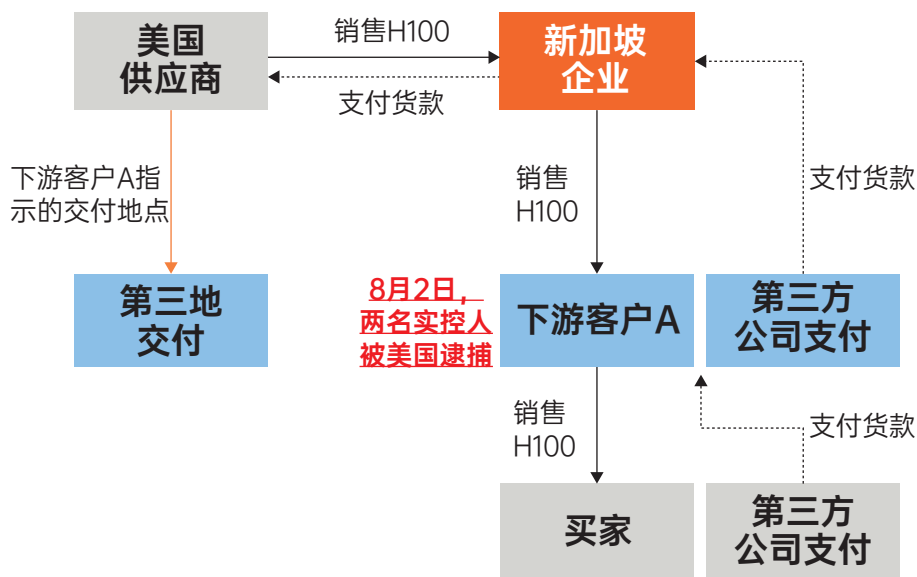 美国
供应商
销售H100
新加坡
企业
支付货款
下游客户A指
示的交付地点
销售
H100
支付货款
第三地
交付
8月2日，
两名实控人
被美国逮捕
下游客户A
第三方
公司支付
销售
H100
支付货款
买家
第三方
公司支付